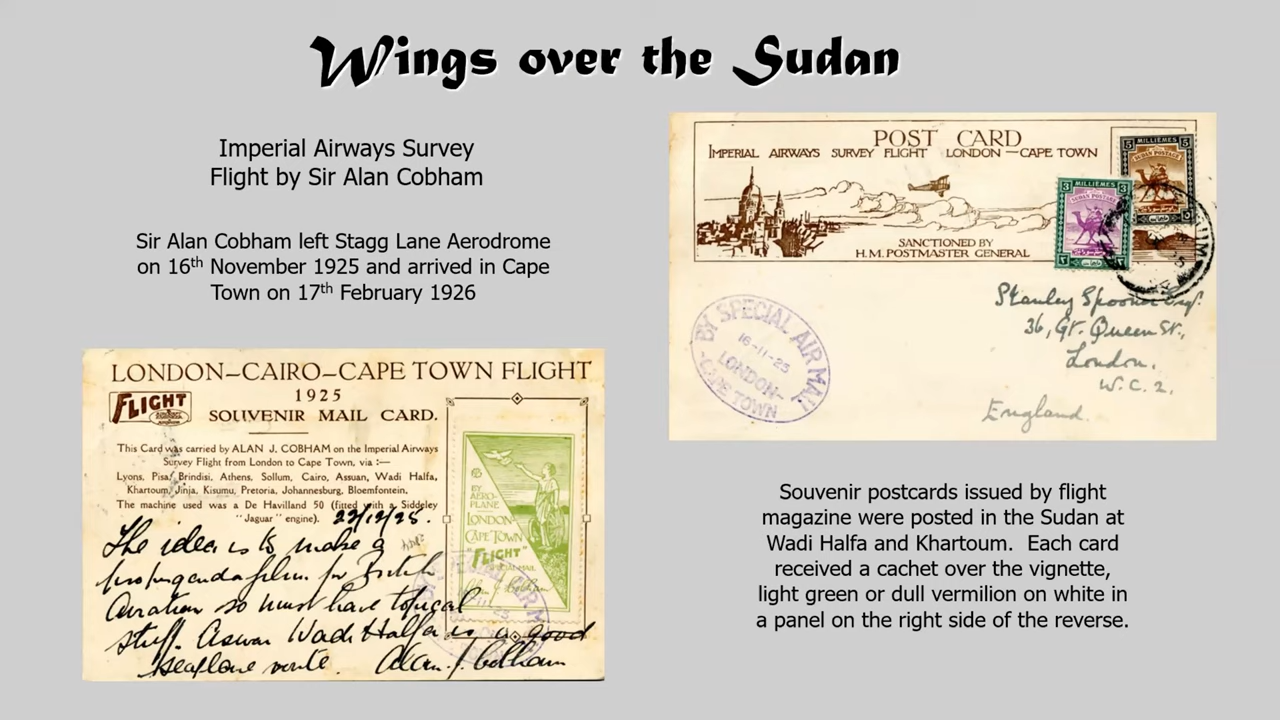 Wings over the Sudan
Imperial Airways Survey
Flight by Sir Alan Cobham
Sir Alan Cobham left Stagg Lane Aerodrome
on 16th November 1925 and arrived in Cape
Town on 17th February 1926
POST CARD
IMPERIAL AIRWAYS SURVEY FLIGHT LONDON—CAPE TOWN
SANCTIONED BY
H.M. POSTMASTER GENERAL
5 MILLIEMES 5
SUDAN POSTAGE
3 MILLIEMES 3
SUDAN POSTAGE
BY SPECIAL AIR MAIL
16-11-25
LONDON-
CAPE TOWN
Stanley Spooner Esq.
36, Gt. Queen St.,
London.
W.C.2.
England.
LONDON—CAIRO—CAPE TOWN FLIGHT
1925
FLIGHT
SOUVENIR MAIL CARD.
This Card was carried by ALAN J. COBHAM on the Imperial Airways
Survey Flight from London to Cape Town, via :—
Lyons, Pisa, Brindisi, Athens, Sollum, Cairo, Assuan, Wadi Halfa,
Khartoum, Jinja, Kisumu, Pretoria, Johannesburg, Bloemfontein,
The machine used was a De Havilland 50 (fitted with a Siddeley
"Jaguar" engine). 23/12/25.
The idea is to make a
propaganda film for British
Aviation so must have topical
stuff. Aswan Wadi Halfa is a good
seaplane route. Alan J. Cobham
BY
AERO-
PLANE
LONDON-
CAPE TOWN
"FLIGHT"
Souvenir postcards issued by flight
magazine were posted in the Sudan at
Wadi Halfa and Khartoum. Each card
received a cachet over the vignette,
light green or dull vermilion on white in
a panel on the right side of the reverse.